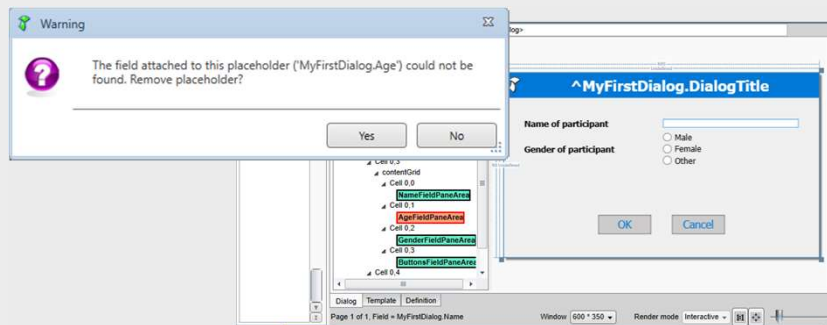 Warning
The field attached to this placeholder ('MyFirstDialog.Age') could not be
found. Remove placeholder?
Yes
No
log>
^MyFirstDialog.DialogTitle
Name of participant
Male
Gender of participant
Female
Other
OK
Cancel
Cell 0,3
contentGrid
Cell 0,0
NameFieldPaneArea
Cell 0,1
AgeFieldPaneArea
Cell 0,2
GenderFieldPaneArea
Cell 0,3
ButtonsFieldPaneArea
Cell 0,4
Dialog
Template
Definition
Page 1 of 1, Field = MyFirstDialog.Name
Window
600 * 350
Render mode
Interactive